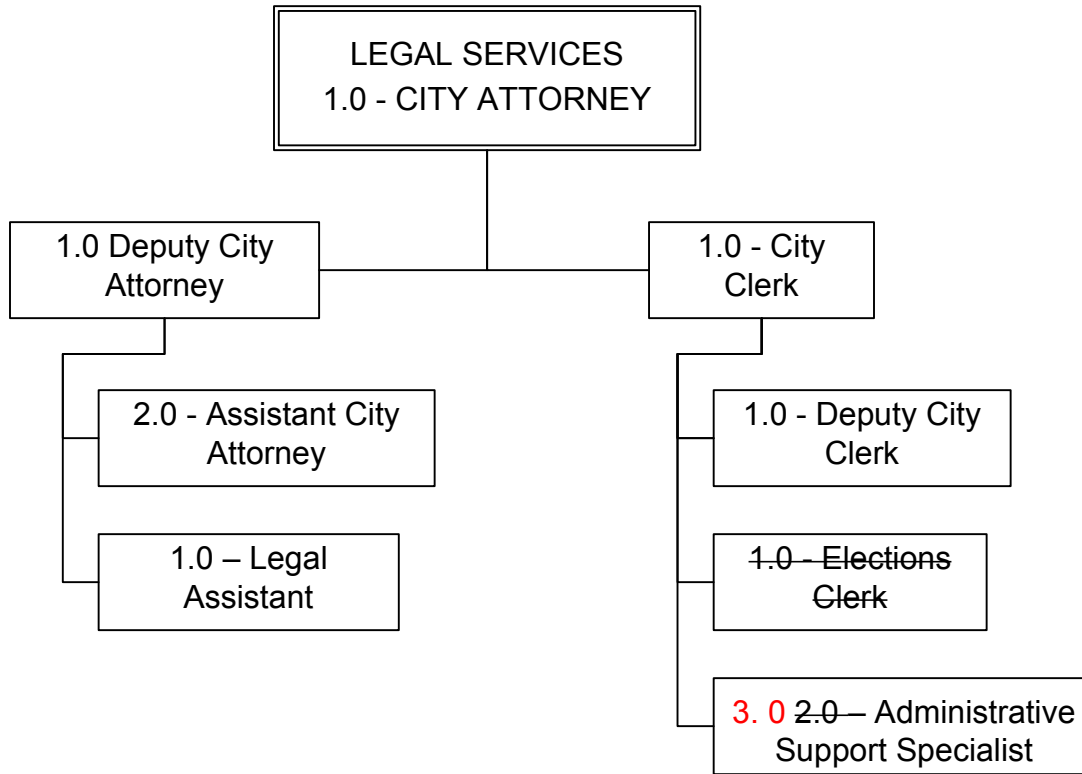 LEGAL SERVICES
1.0 - CITY ATTORNEY
1.0 Deputy City
Attorney
2.0 - Assistant City
Attorney
1.0 – Legal
Assistant
1.0 - City
Clerk
1.0 - Deputy City
Clerk
1.0 - Elections
Clerk
3. 0 2.0 – Administrative
Support Specialist